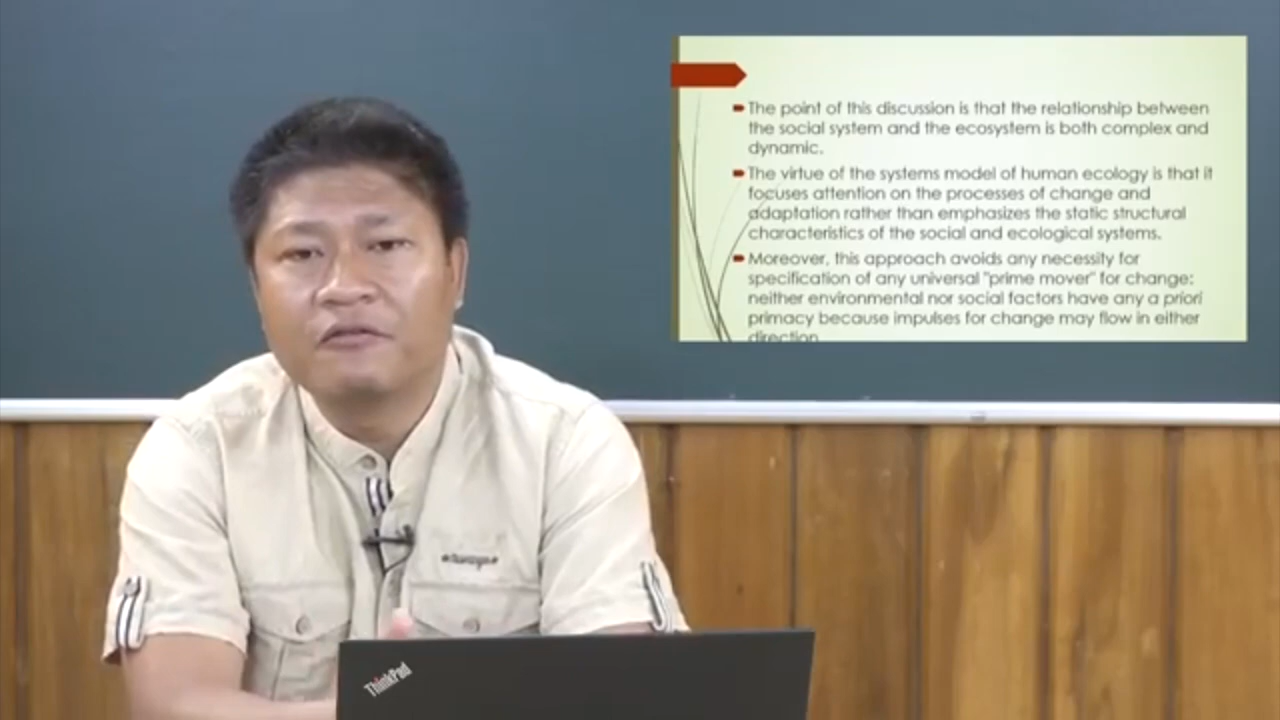 The point of this discussion is that the relationship between
the social system and the ecosystem is both complex and
dynamic.
The virtue of the systems model of human ecology is that it
focuses attention on the processes of change and
adaptation rather than emphasizes the static structural
characteristics of the social and ecological systems.
Moreover, this approach avoids any necessity for
specification of any universal "prime mover" for change:
neither environmental nor social factors have any a priori
primacy because impulses for change may flow in either
direction
ThinkPad